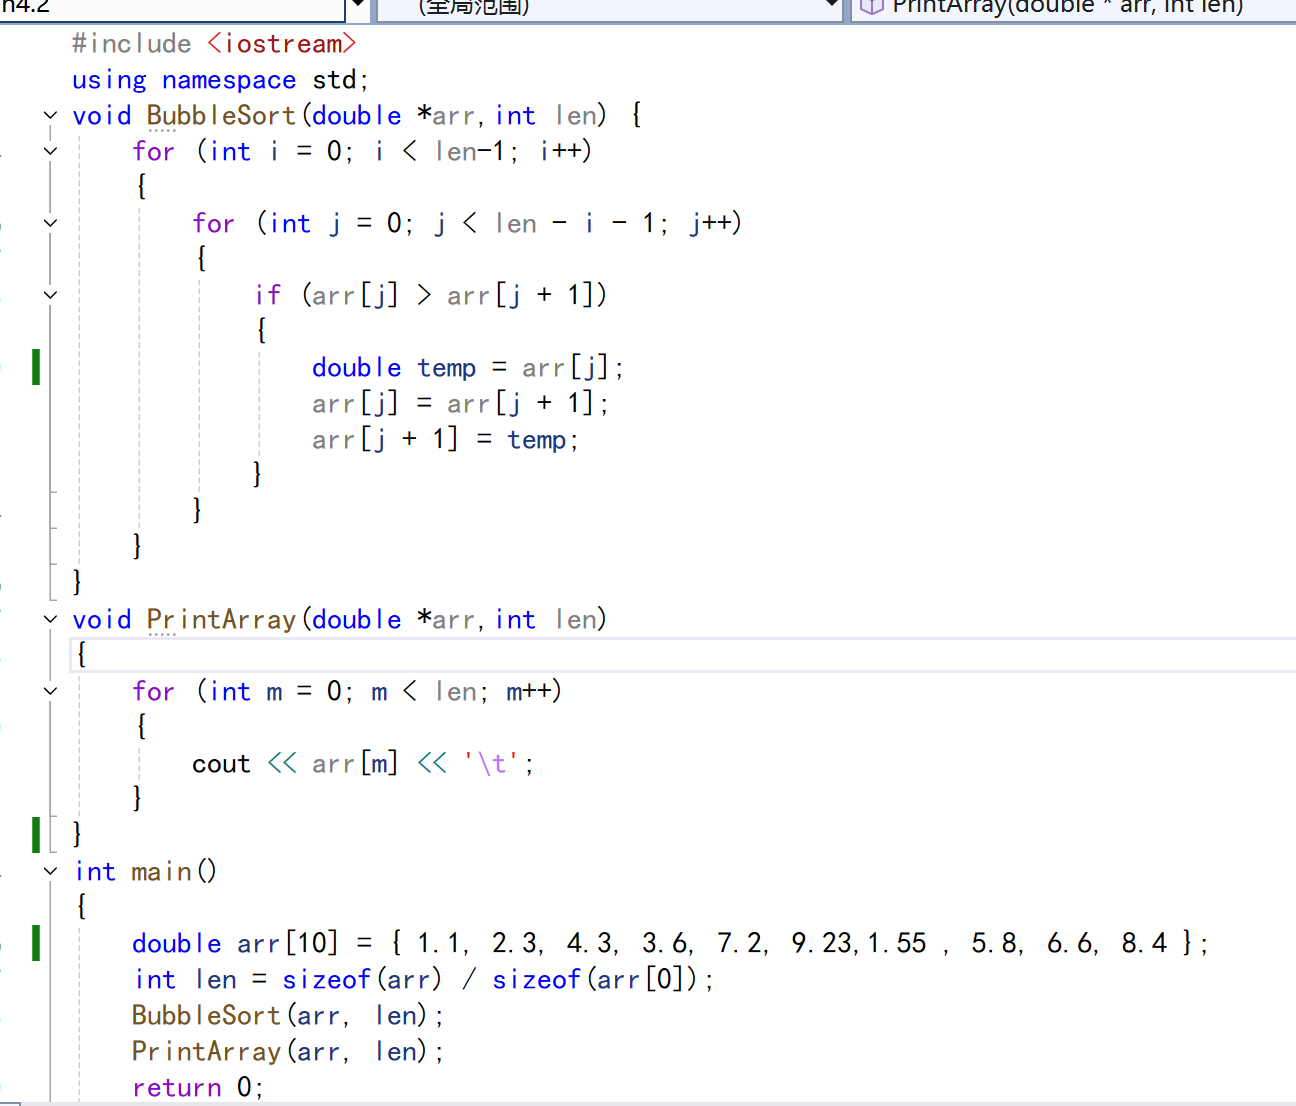 n4.2 (全局范围) PrintArray(double * arr, int len)
#include <iostream>
using namespace std;
void BubbleSort(double *arr,int len) {
    for (int i = 0; i < len-1; i++)
    {
        for (int j = 0; j < len - i - 1; j++)
        {
            if (arr[j] > arr[j + 1])
            {
                double temp = arr[j];
                arr[j] = arr[j + 1];
                arr[j + 1] = temp;
            }
        }
    }
}
void PrintArray(double *arr,int len)
{
    for (int m = 0; m < len; m++)
    {
        cout << arr[m] << '\t';
    }
}
int main()
{
    double arr[10] = { 1.1, 2.3, 4.3, 3.6, 7.2, 9.23,1.55 , 5.8, 6.6, 8.4 };
    int len = sizeof(arr) / sizeof(arr[0]);
    BubbleSort(arr, len);
    PrintArray(arr, len);
    return 0;